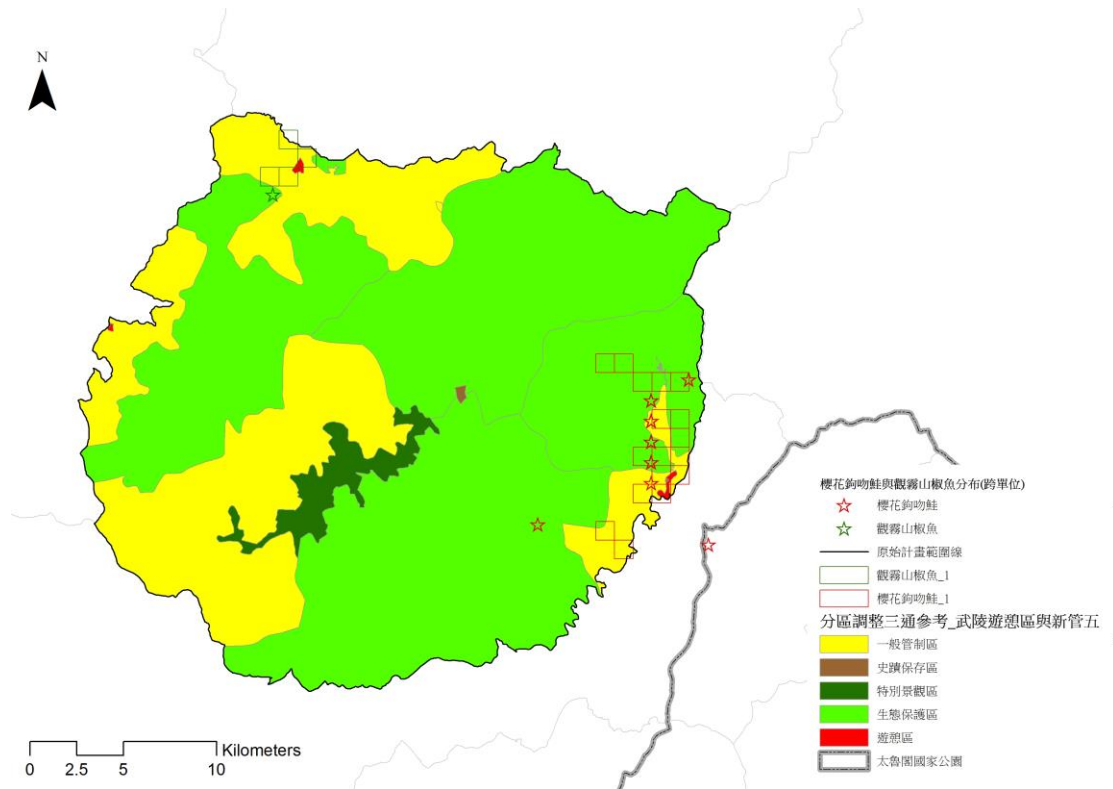 N
櫻花鉤吻鮭與觀霧山椒魚分布(跨單位)
櫻花鉤吻鮭
觀霧山椒魚
原始計畫範圍線
觀霧山椒魚_1
櫻花鉤吻鮭_1
分區調整三通參考_武陵遊憩區與新管五
一般管制區
史蹟保存區
特別景觀區
生態保護區
遊憩區
太魯閣國家公園
Kilometers
0 2.5 5 10